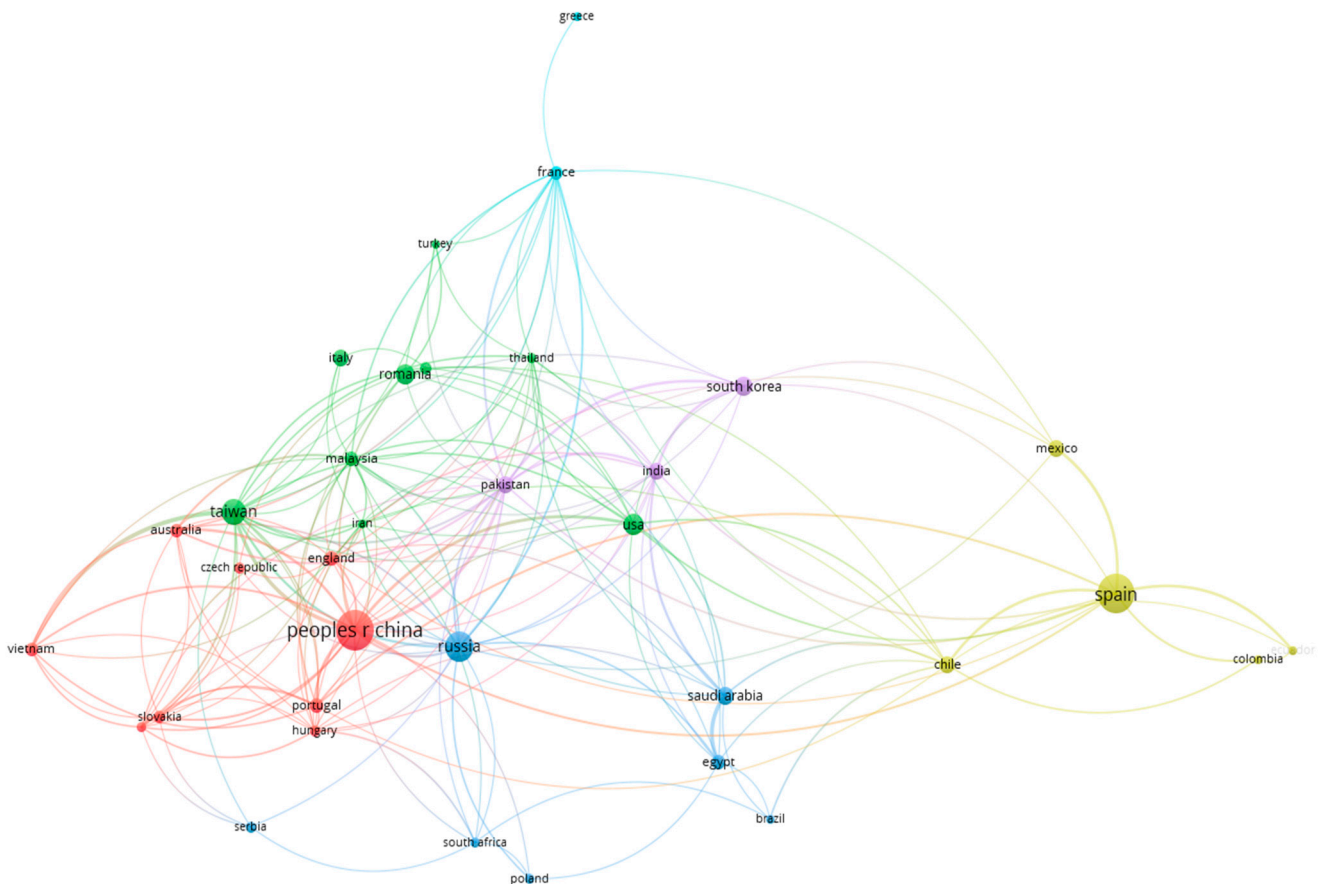 greece
france
turkey
italy
thailand
romania
south korea
mexico
malaysia
india
pakistan
taiwan
iran
usa
australia
england
czech republic
spain
peoples r china
russia
vietnam
ecuador
colombia
chile
saudi arabia
portugal
slovakia
hungary
egypt
brazil
serbia
south africa
poland